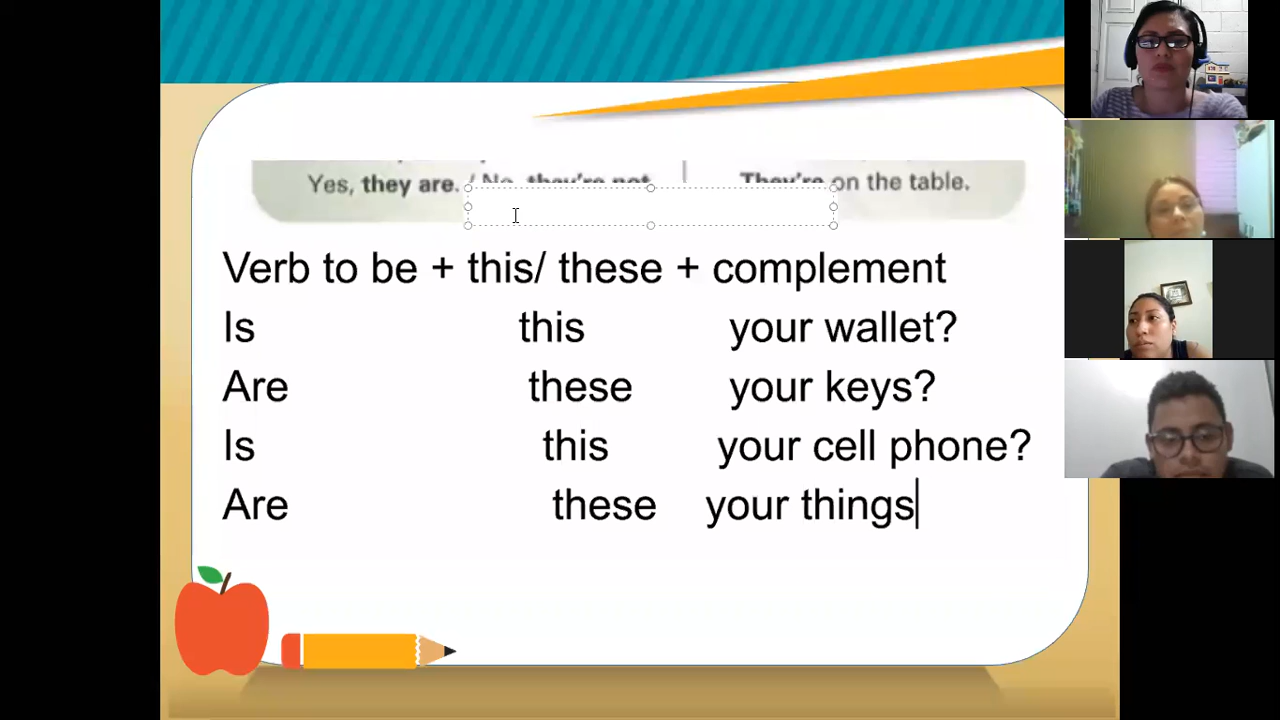 Yes, they are. / No, they're not. They're on the table.
Verb to be + this/ these + complement
Is this your wallet?
Are these your keys?
Is this your cell phone?
Are these your things